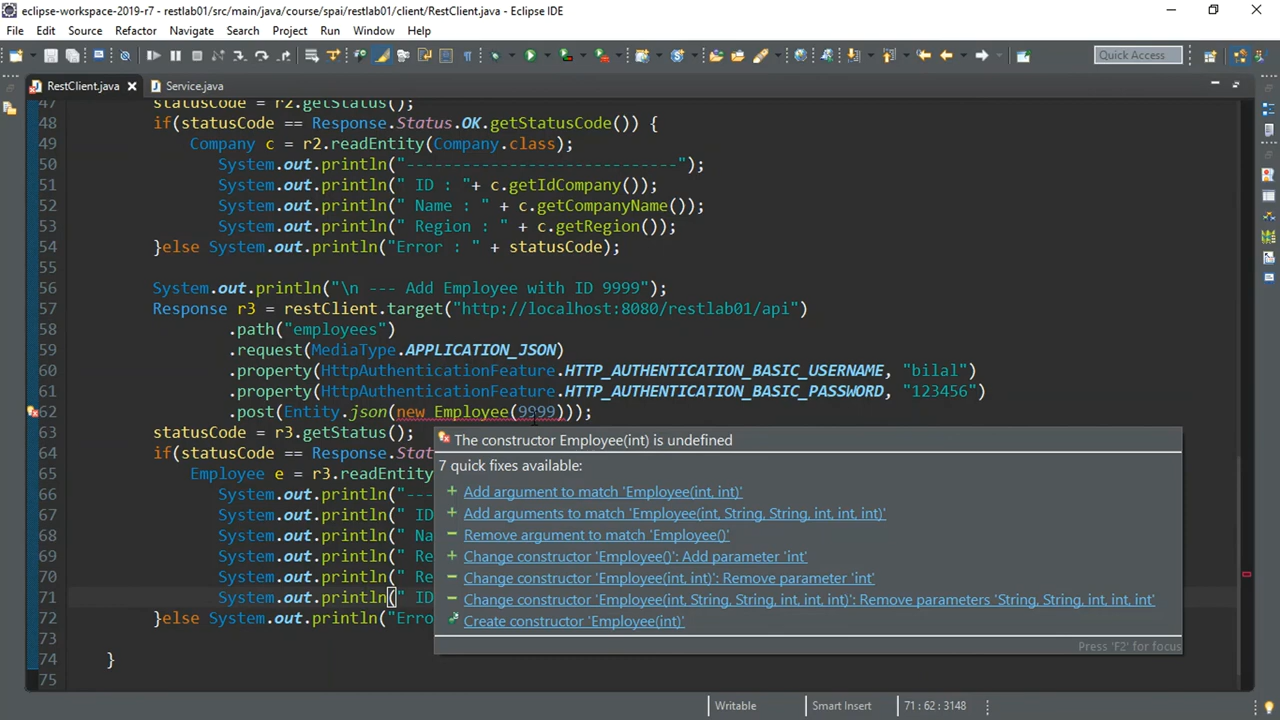 eclipse-workspace-2019-r7 - restlab01/src/main/java/course/spai/restlab01/client/RestClient.java - Eclipse IDE
File Edit Source Refactor Navigate Search Project Run Window Help
Quick Access
RestClient.java Service.java
47 statusCode = r2.getStatus();
48 if(statusCode == Response.Status.OK.getStatusCode()) {
49 Company c = r2.readEntity(Company.class);
50 System.out.println("-----------------------------");
51 System.out.println(" ID : "+ c.getIdCompany());
52 System.out.println(" Name : " + c.getCompanyName());
53 System.out.println(" Region : " + c.getRegion());
54 }else System.out.println("Error : " + statusCode);
55
56 System.out.println("\n --- Add Employee with ID 9999");
57 Response r3 = restClient.target("http://localhost:8080/restlab01/api")
58 .path("employees")
59 .request(MediaType.APPLICATION_JSON)
60 .property(HttpAuthenticationFeature.HTTP_AUTHENTICATION_BASIC_USERNAME, "bilal")
61 .property(HttpAuthenticationFeature.HTTP_AUTHENTICATION_BASIC_PASSWORD, "123456")
62 .post(Entity.json(new Employee(9999)));
63 statusCode = r3.getStatus();
64 if(statusCode == Response.Sta
65 Employee e = r3.readEntity
66 System.out.println("---
67 System.out.println(" ID
68 System.out.println(" Na
69 System.out.println(" Re
70 System.out.println(" Re
71 System.out.println(" ID
72 }else System.out.println("Erro
73
74 }
75
The constructor Employee(int) is undefined
7 quick fixes available:
Add argument to match 'Employee(int, int)'
Add arguments to match 'Employee(int, String, String, int, int, int)'
Remove argument to match 'Employee()'
Change constructor 'Employee()': Add parameter 'int'
Change constructor 'Employee(int, int)': Remove parameter 'int'
Change constructor 'Employee(int, String, String, int, int, int)': Remove parameters 'String, String, int, int, int'
Create constructor 'Employee(int)'
Press 'F2' for focus
Writable Smart Insert 71 : 62 : 3148